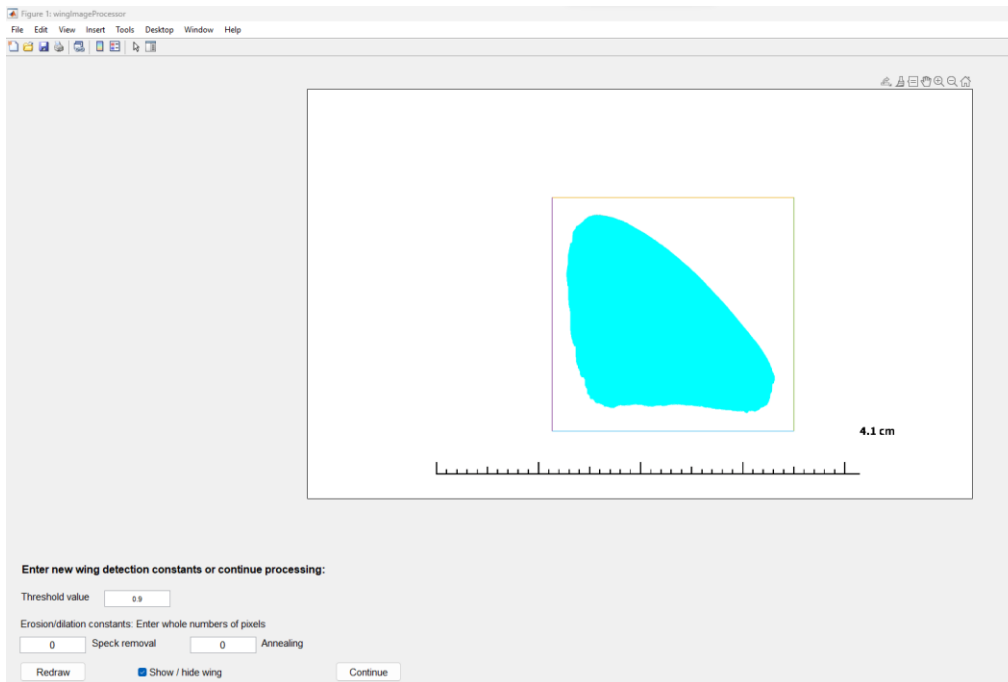 Figure 1: wingImageProcessor
File Edit View Insert Tools Desktop Window Help
4.1 cm
Enter new wing detection constants or continue processing:
Threshold value 0.9
Erosion/dilation constants: Enter whole numbers of pixels
0 Speck removal 0 Annealing
Redraw Show / hide wing Continue